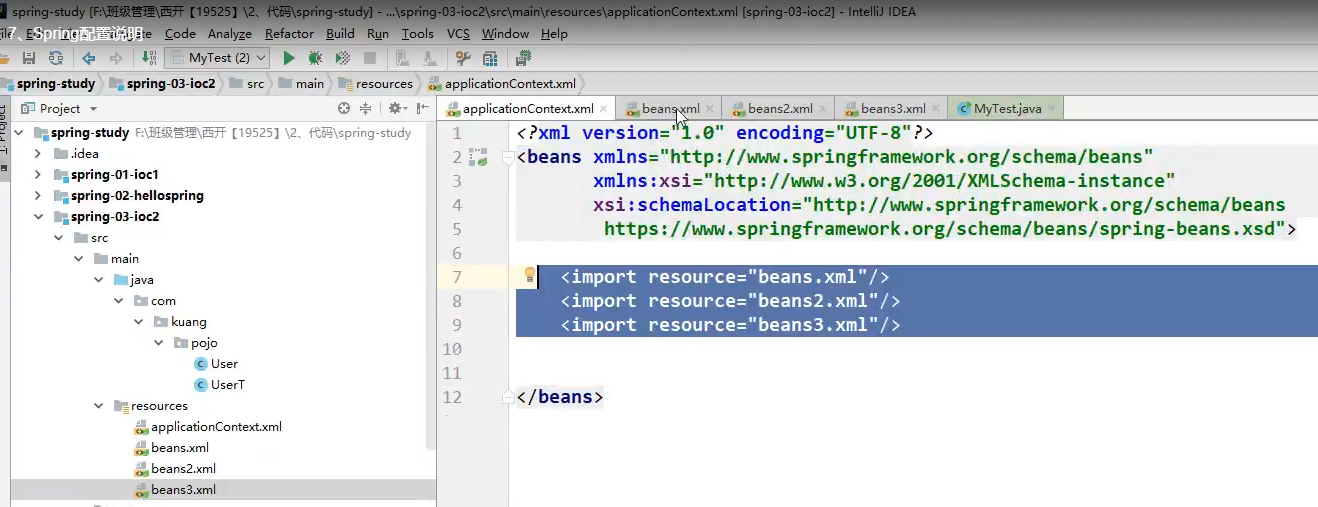 spring-study [F:\班级管理\西开【19525】\2、代码\spring-study] - ...\spring-03-ioc2\src\main\resources\applicationContext.xml [spring-03-ioc2] - IntelliJ IDEA
7、Spring配置说明
Code Analyze Refactor Build Run Tools VCS Window Help
MyTest (2)
spring-study spring-03-ioc2 src main resources applicationContext.xml
Project
applicationContext.xml beans.xml beans2.xml beans3.xml MyTest.java
spring-study F:\班级管理\西开【19525】\2、代码\spring-study
.idea
spring-01-ioc1
spring-02-hellospring
spring-03-ioc2
src
main
java
com
kuang
pojo
User
UserT
resources
applicationContext.xml
beans.xml
beans2.xml
beans3.xml
1 <?xml version="1.0" encoding="UTF-8"?>
2 <beans xmlns="http://www.springframework.org/schema/beans"
3 xmlns:xsi="http://www.w3.org/2001/XMLSchema-instance"
4 xsi:schemaLocation="http://www.springframework.org/schema/beans
5 https://www.springframework.org/schema/beans/spring-beans.xsd">
6
7 <import resource="beans.xml"/>
8 <import resource="beans2.xml"/>
9 <import resource="beans3.xml"/>
10
11
12 </beans>